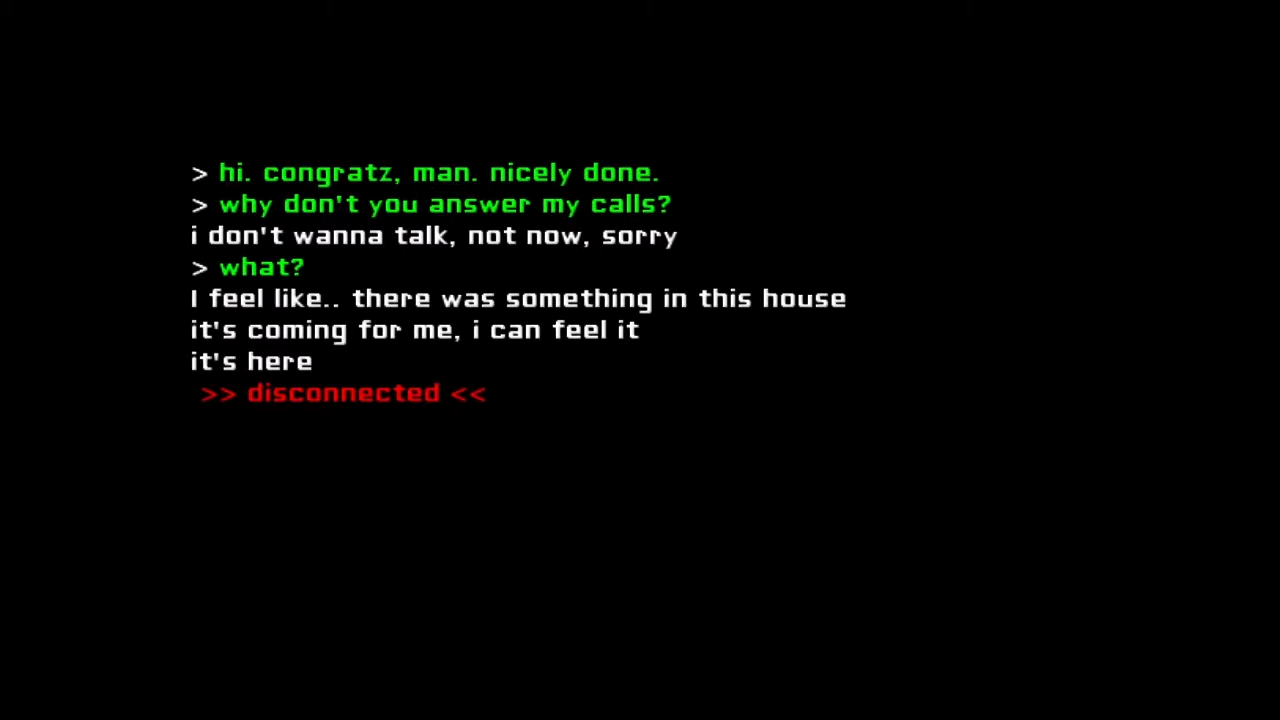 > hi. congratz, man. nicely done.
> why don't you answer my calls?
i don't wanna talk, not now, sorry
> what?
I feel like.. there was something in this house
it's coming for me, i can feel it
it's here
>> disconnected <<